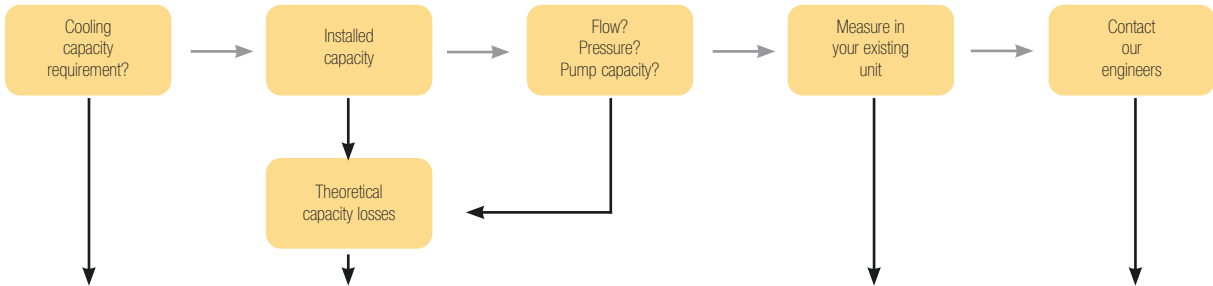 Cooling
capacity
requirement?
Installed
capacity
Flow?
Pressure?
Pump capacity?
Measure in
your existing
unit
Contact
our
engineers
Theoretical
capacity losses